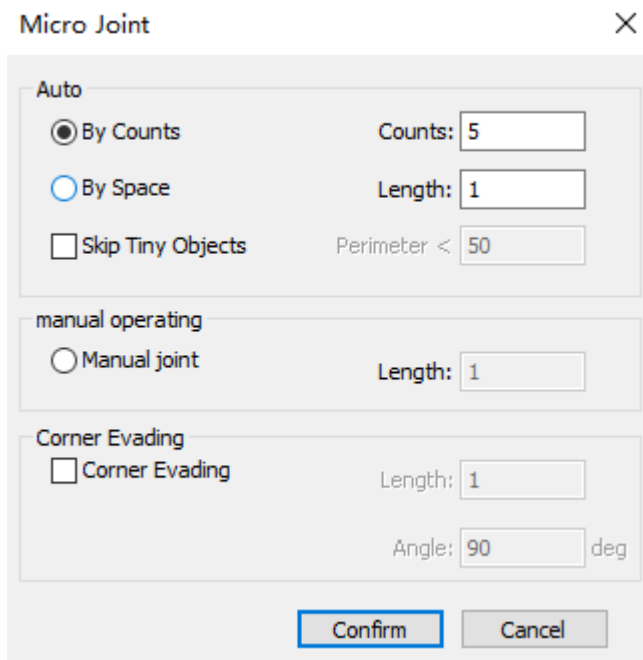 Micro Joint
Auto
By Counts Counts: 5
By Space Length: 1
Skip Tiny Objects Perimeter < 50
manual operating
Manual joint Length: 1
Corner Evading
Corner Evading Length: 1
Angle: 90 deg
Confirm Cancel